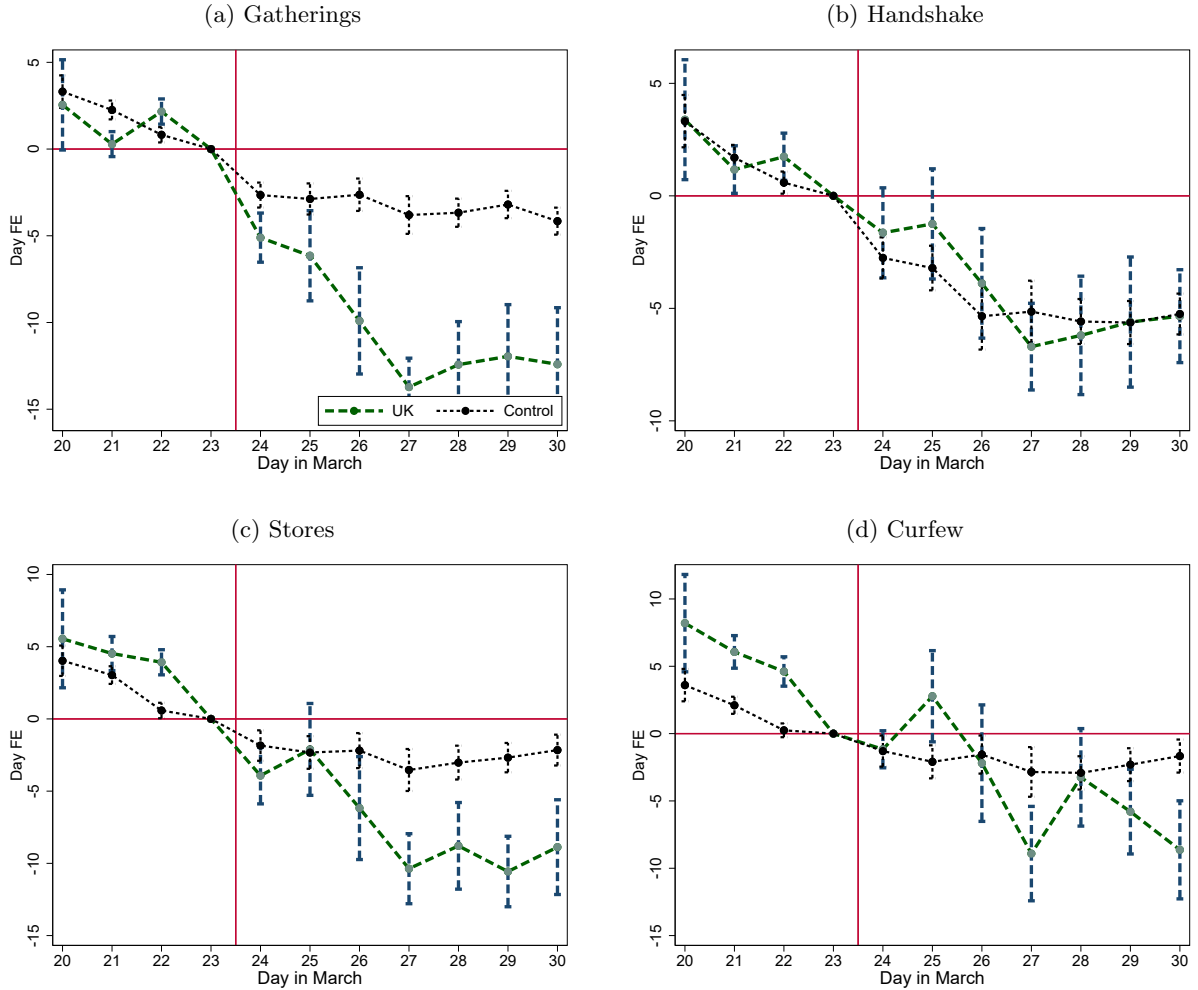 (a) Gatherings
5
0
-5
-10
-15
Day FE
UK Control
20 21 22 23 24 25 26 27 28 29 30
Day in March
(b) Handshake
5
0
-5
-10
Day FE
20 21 22 23 24 25 26 27 28 29 30
Day in March
(c) Stores
10
5
0
-5
-10
-15
Day FE
20 21 22 23 24 25 26 27 28 29 30
Day in March
(d) Curfew
10
5
0
-5
-10
-15
Day FE
20 21 22 23 24 25 26 27 28 29 30
Day in March